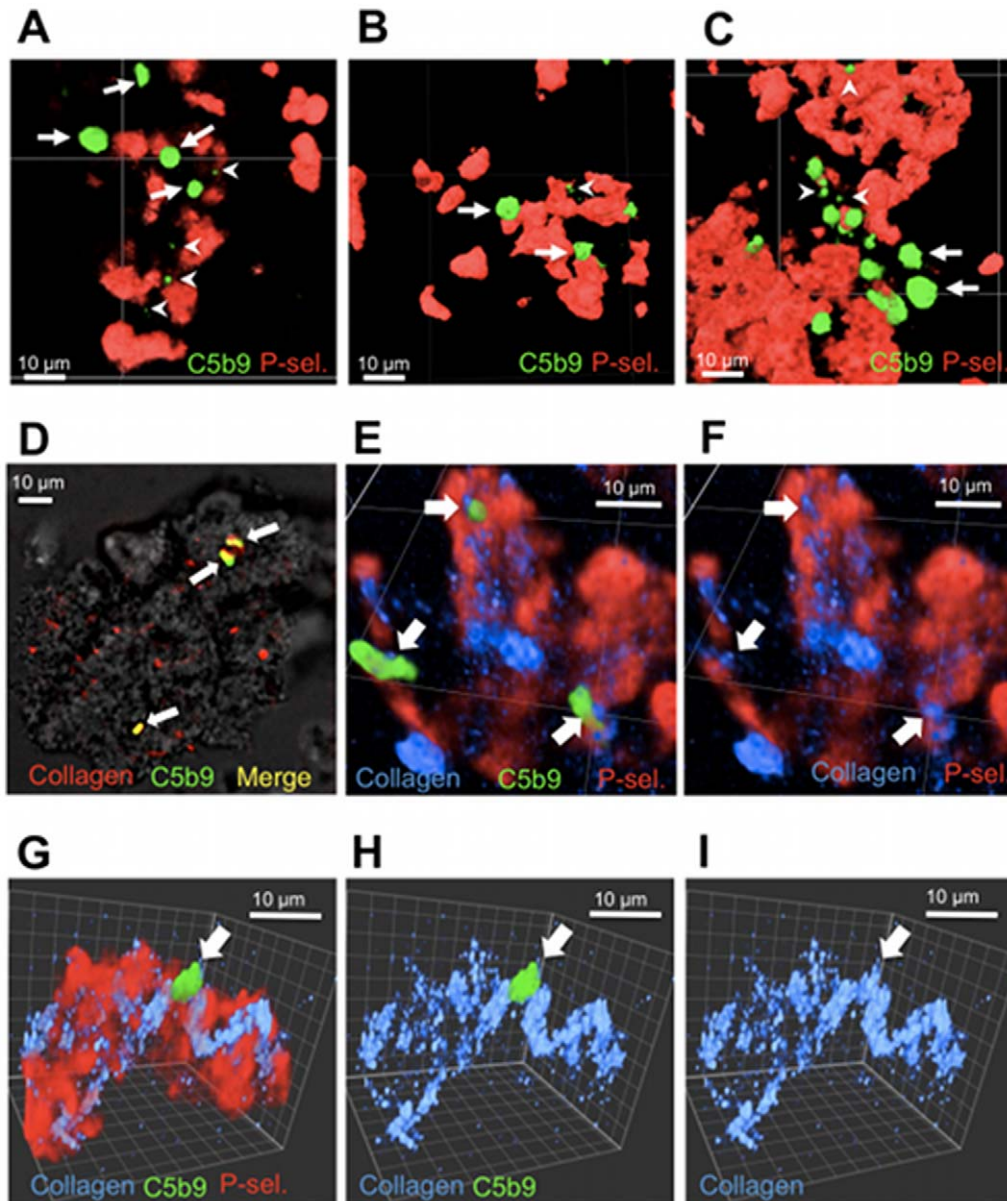 A
B
C
10 µm
C5b9 P-sel.
10 µm
C5b9 P-sel.
10 µm
C5b9 P-sel.
D
E
F
10 µm
10 µm
10 µm
Collagen C5b9 Merge
Collagen C5b9 P-sel.
Collagen P-sel.
G
H
I
10 µm
10 µm
10 µm
Collagen C5b9 P-sel.
Collagen C5b9
Collagen